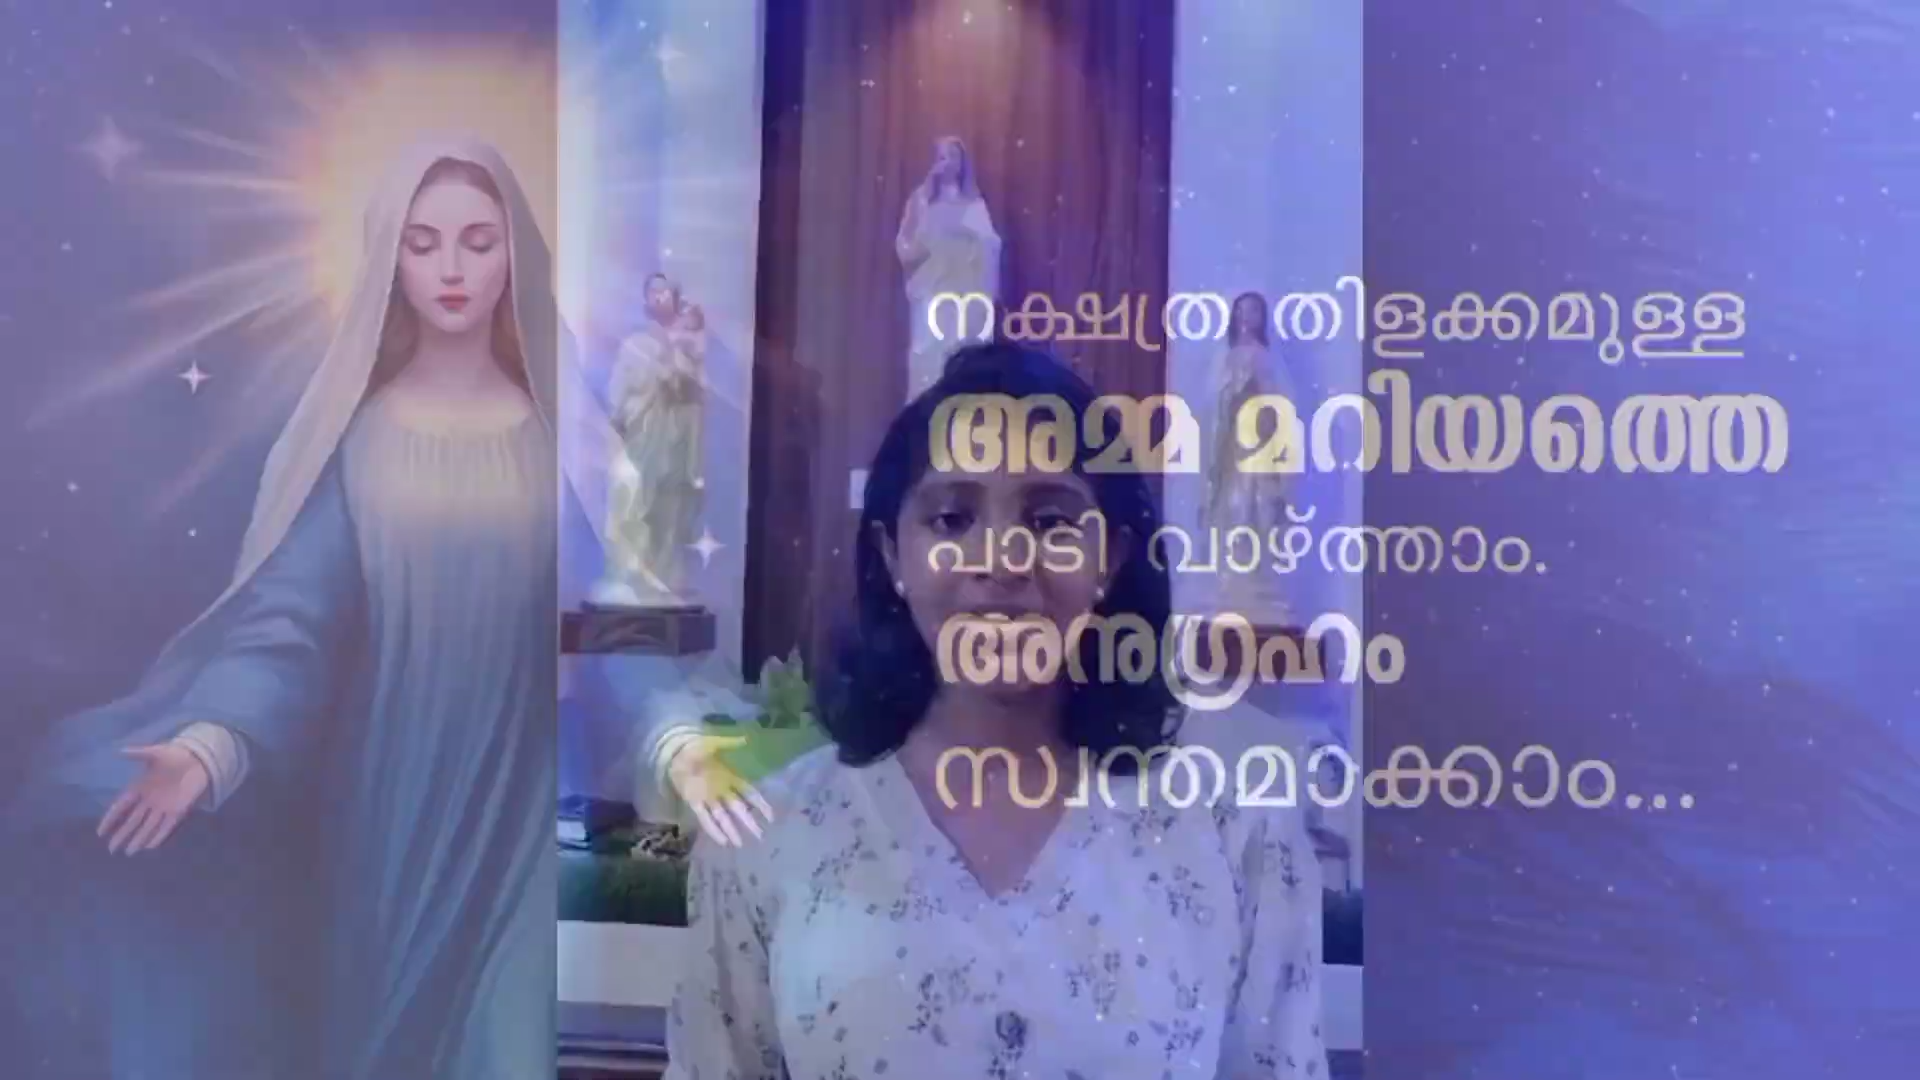 നക്ഷത്ര തിളക്കമുള്ള
അമ്മ മറിയത്തെ
പാടി വാഴ്ത്താം.
അനുഗ്രഹം
സ്വന്തമാക്കാം...